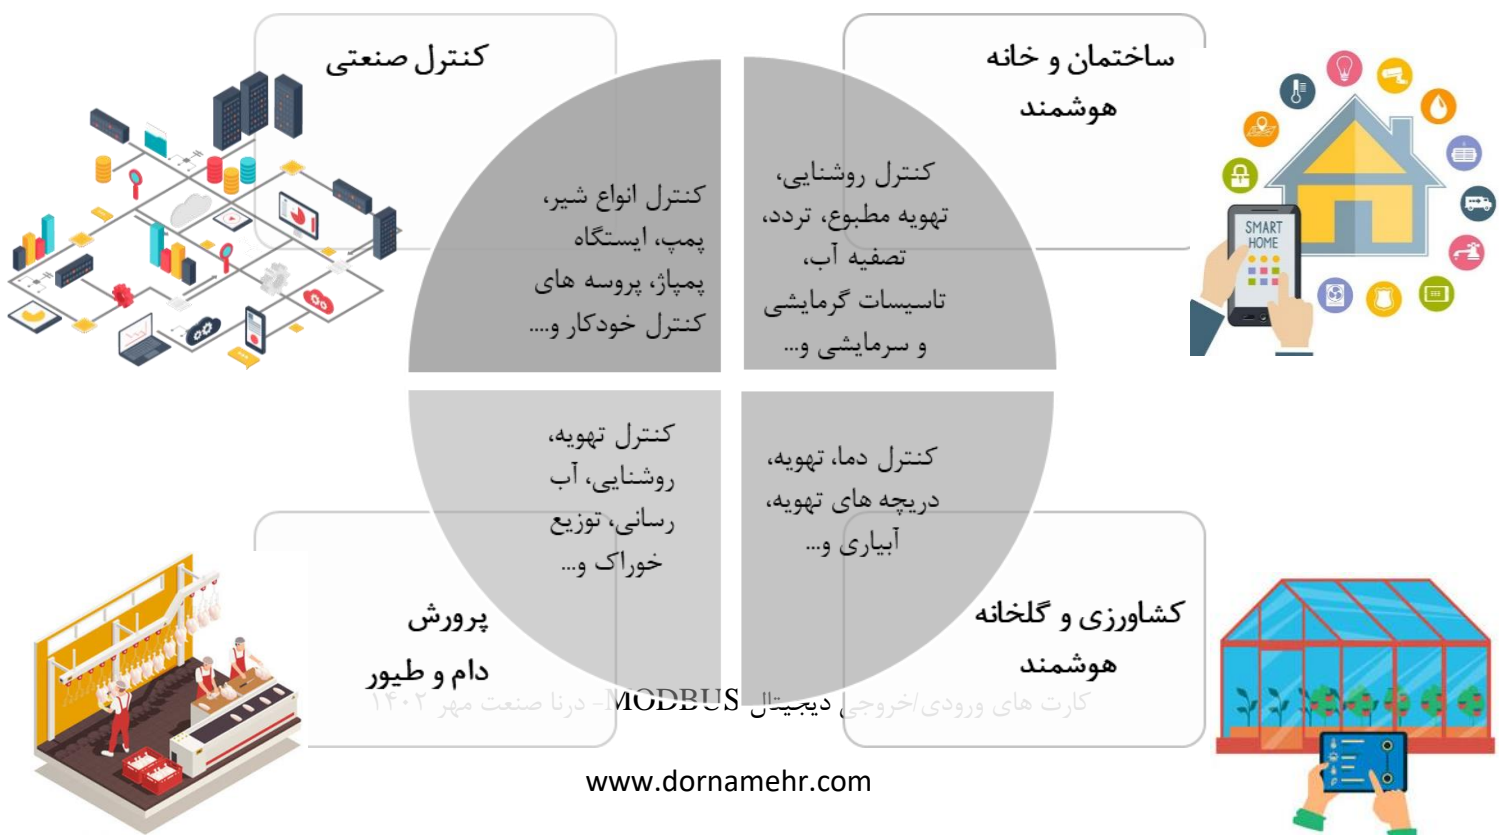 ساختمان و خانه
هوشمند
کنترل روشنایی،
تهویه مطبوع، تردد،
تصفیه آب،
تاسیسات گرمایشی
و سرمایشی و...
SMART
HOME
کنترل صنعتی
کنترل انواع شیر،
پمپ، ایستگاه
پمپاژ، پروسه های
کنترل خودکار و....
کنترل دما، تهویه،
دریچه های تهویه،
آبیاری و...
کشاورزی و گلخانه
هوشمند
کنترل تهویه،
روشنایی، آب
رسانی، توزیع
خوراک و...
پرورش
دام و طیور
کارت های ورودی/خروجی دیجیتال MODBUS- درنا صنعت مهر ۱۴۰۲
www.dornamehr.com